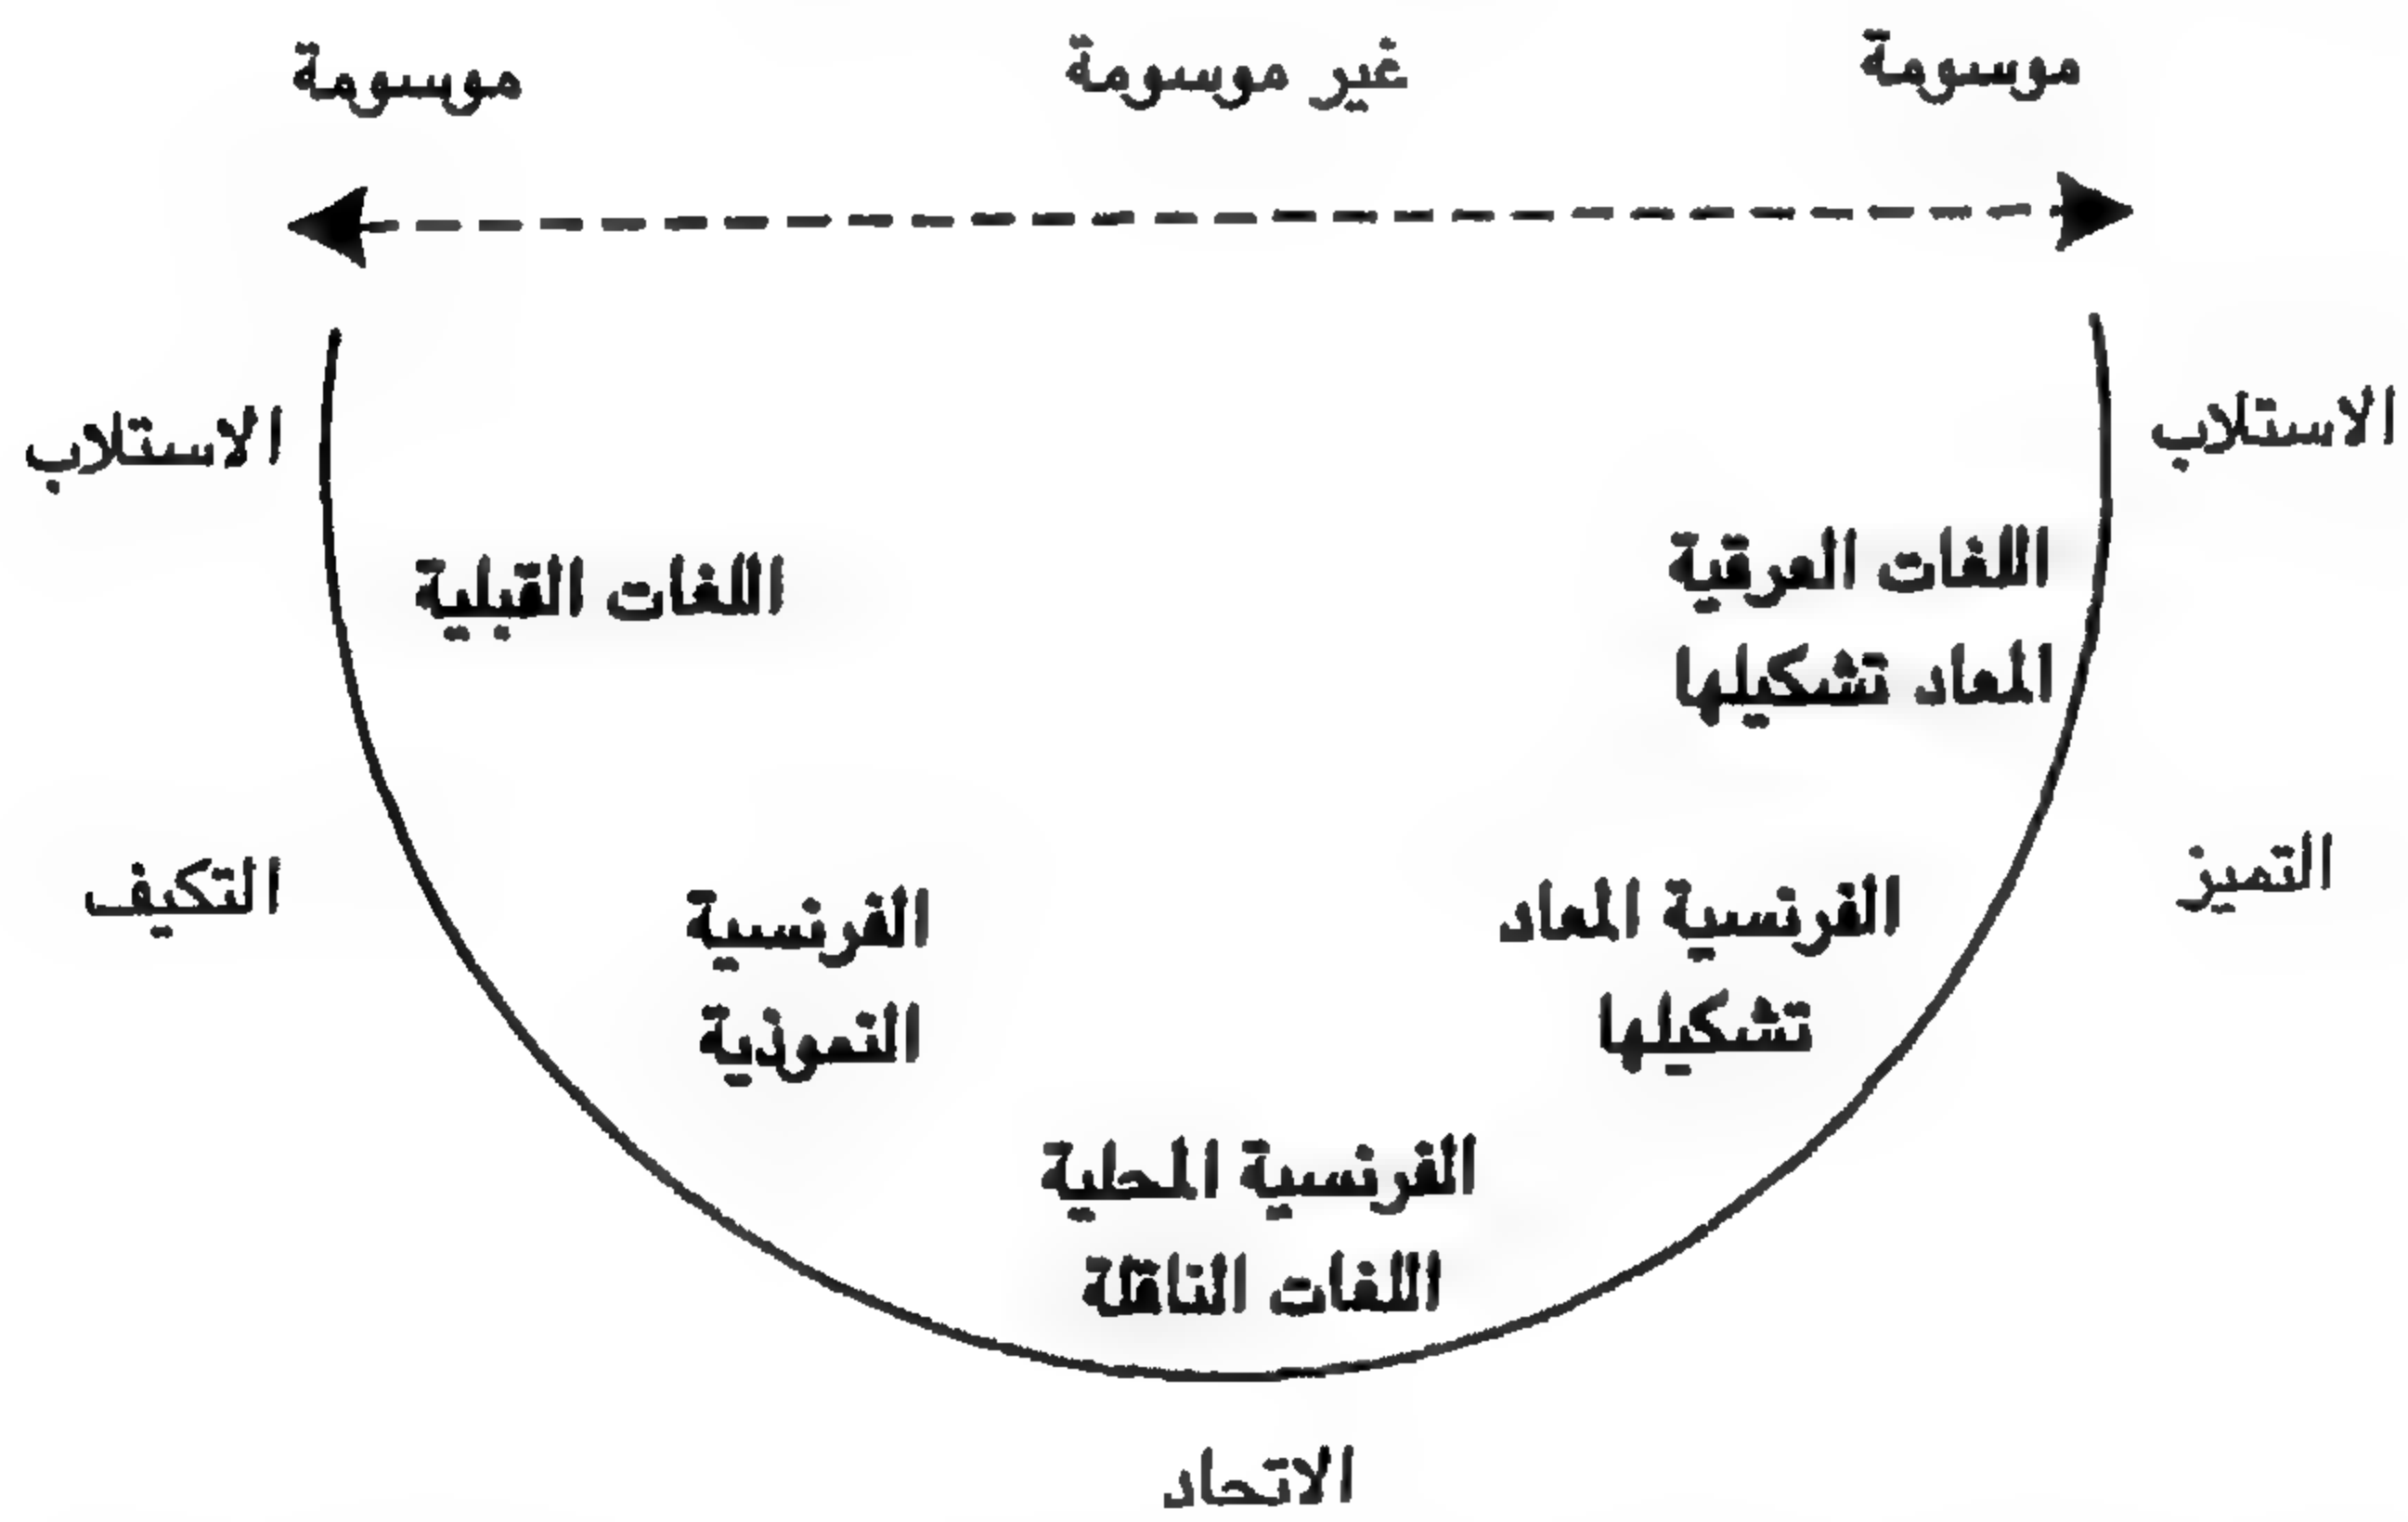 موسومة
غير موسومة
موسومة
الاستلاب
الاستلاب
اللغات العرقية
المعاد تشكيلها
اللغات القبلية
التميز
التكيف
الفرنسية المعاد
تشكيلها
الفرنسية
النموذية
الفرنسية المحلية
اللغات الناقلة
الاتحاد